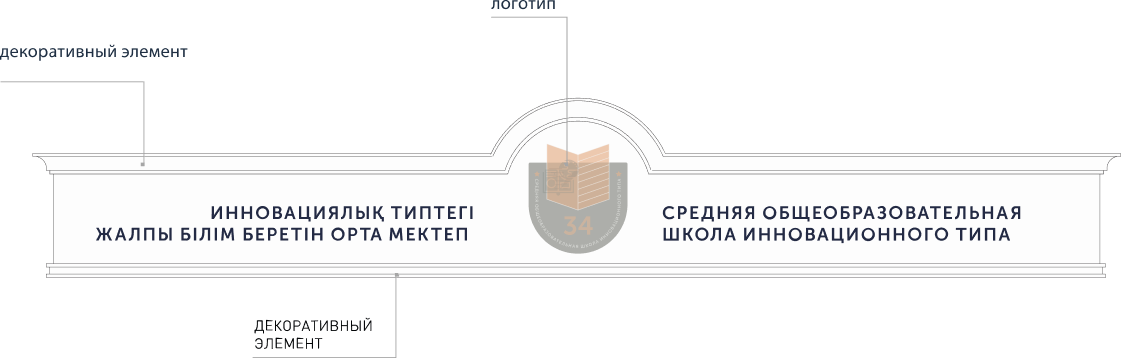 логотип
декоративный элемент
ИННОВАЦИЯЛЫҚ ТИПТЕГІ
ЖАЛПЫ БІЛІМ БЕРЕТІН ОРТА МЕКТЕП
34
СРЕДНЯЯ ОБЩЕОБРАЗОВАТЕЛЬНАЯ
ШКОЛА ИННОВАЦИОННОГО ТИПА
ДЕКОРАТИВНЫЙ
ЭЛЕМЕНТ